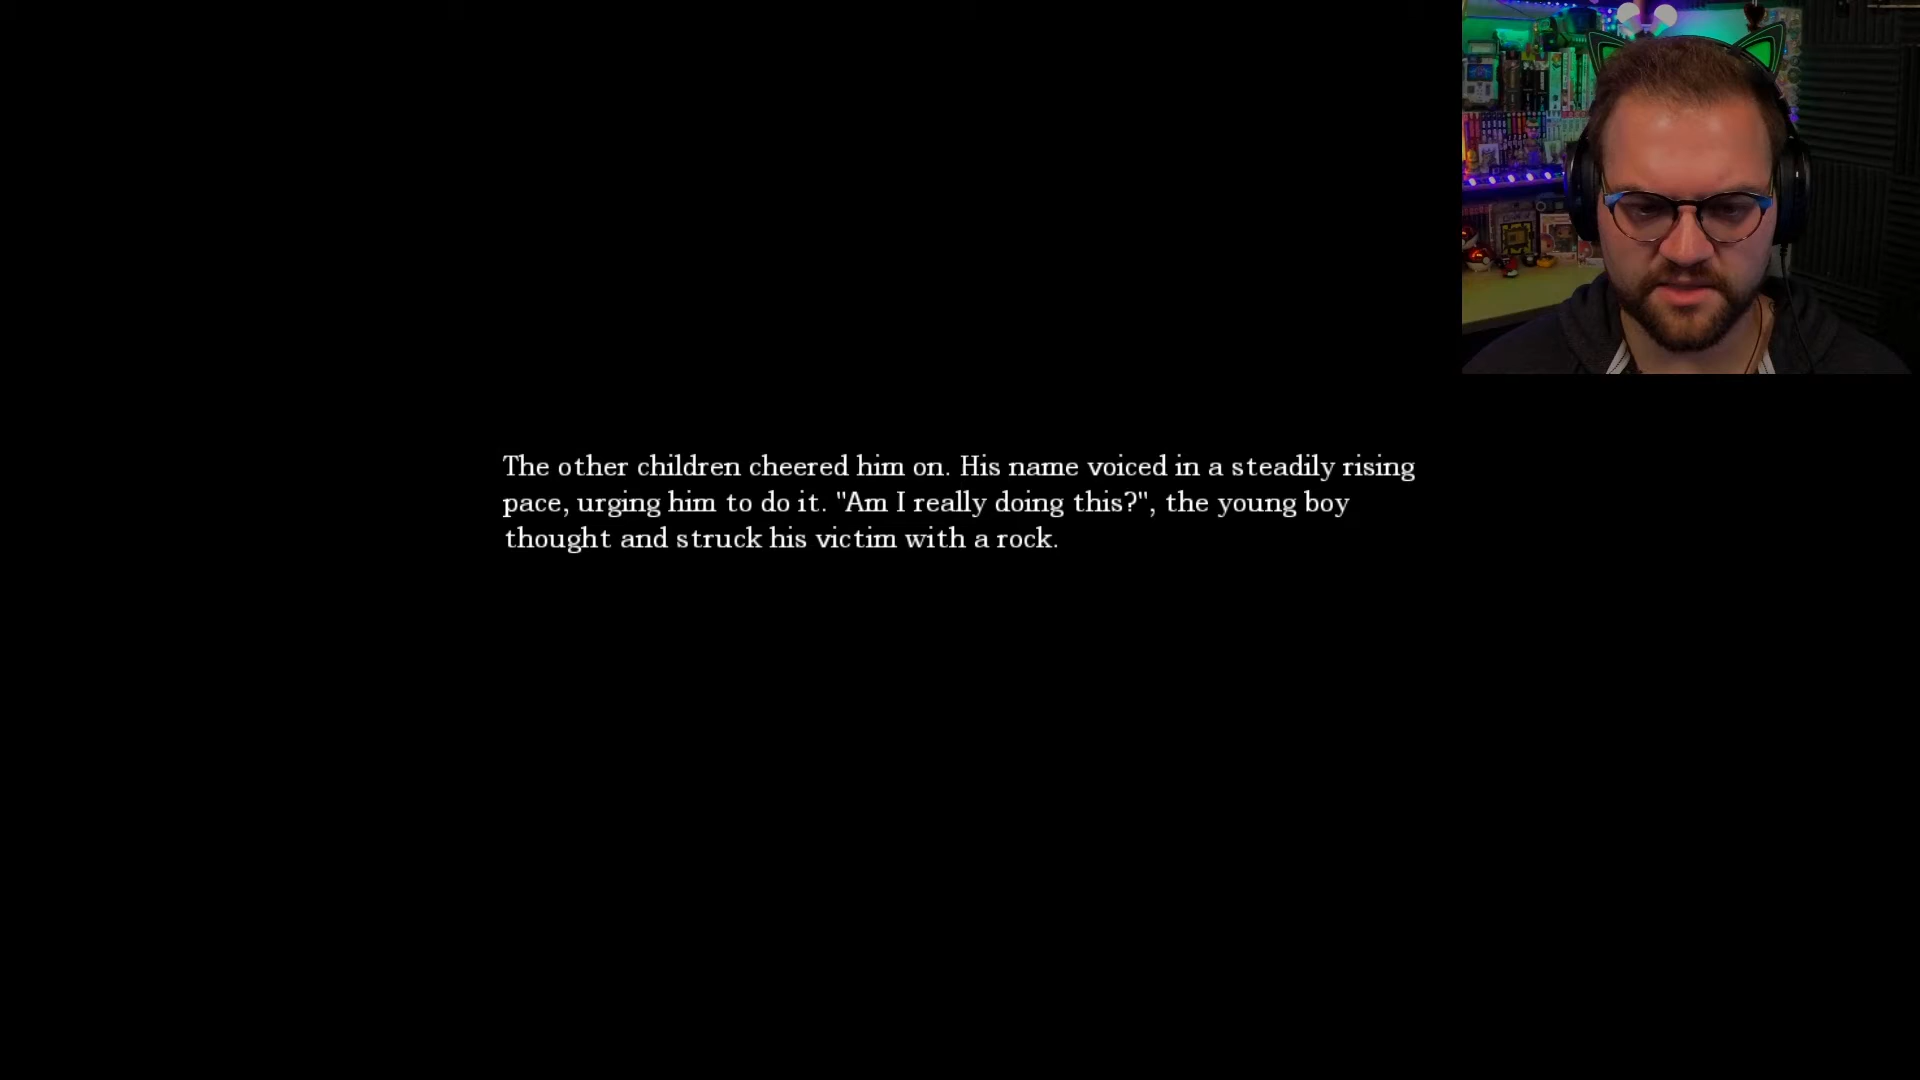 The other children cheered him on. His name voiced in a steadily rising
pace, urging him to do it. "Am I really doing this?", the young boy
thought and struck his victim with a rock.